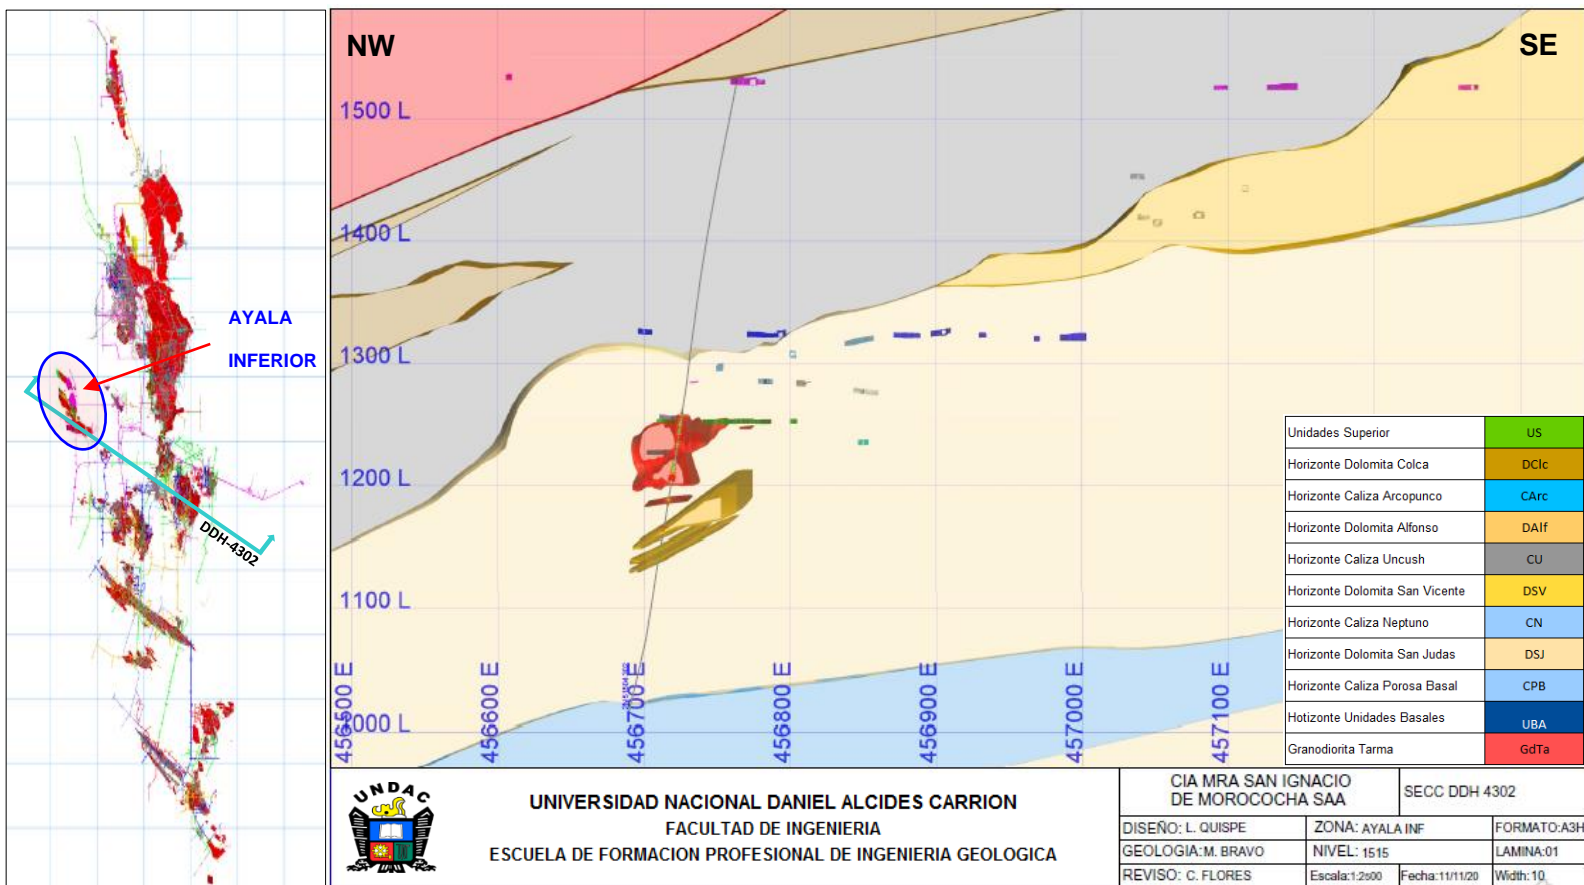 AYALA
INFERIOR
DDH-4302
NW
SE
1500 L
1400 L
1300 L
1200 L
1100 L
1000 L
456500 E
456600 E
456700 E
456800 E
456900 E
457000 E
457100 E
Unidades Superior US
Horizonte Dolomita Colca DClc
Horizonte Caliza Arcopunco CArc
Horizonte Dolomita Alfonso DAlf
Horizonte Caliza Uncush CU
Horizonte Dolomita San Vicente DSV
Horizonte Caliza Neptuno CN
Horizonte Dolomita San Judas DSJ
Horizonte Caliza Porosa Basal CPB
Hotizonte Unidades Basales UBA
Granodiorita Tarma GdTa
UNDAC
UNIVERSIDAD NACIONAL DANIEL ALCIDES CARRION
FACULTAD DE INGENIERIA
ESCUELA DE FORMACION PROFESIONAL DE INGENIERIA GEOLOGICA
CIA MRA SAN IGNACIO
DE MOROCOCHA SAA
SECC DDH 4302
DISEÑO: L. QUISPE ZONA: AYALA INF FORMATO:A3H
GEOLOGIA:M. BRAVO NIVEL: 1515 LAMINA:01
REVISO: C. FLORES Escala:1:2500 Fecha:11/11/20 Width:10